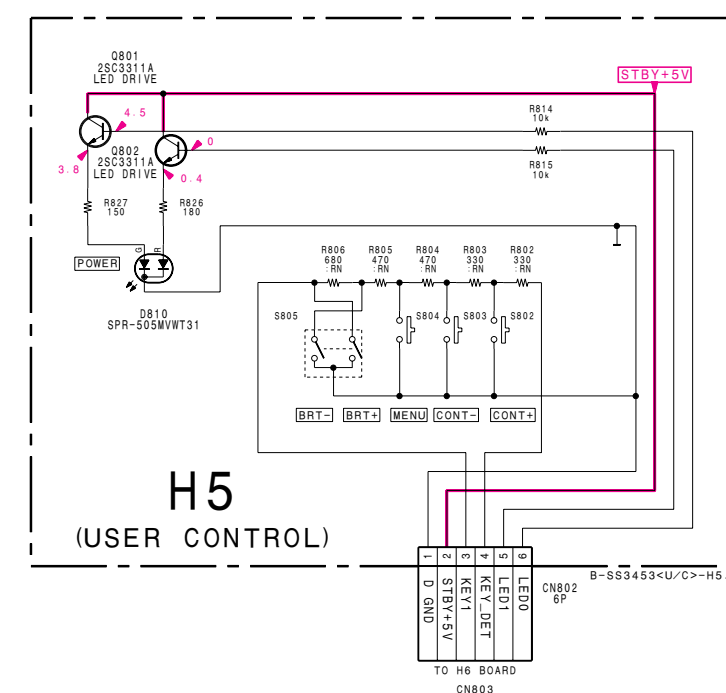 Q801
2SC3311A
LED DRIVE
STBY+5V
4.5
R814
10k
0
Q802
2SC3311A
LED DRIVE
R815
10k
3.8
0.4
R827
150
R826
180
G
R
POWER
D810
SPR-505MVWT31
R806
680
:RN
R805
470
:RN
R804
470
:RN
R803
330
:RN
R802
330
:RN
S805
S804
S803
S802
BRT-
BRT+
MENU
CONT-
CONT+
H5
(USER CONTROL)
1
2
3
4
5
6
D GND
STBY+5V
KEY1
KEY_DET
LED1
LED0
CN802
6P
B-SS3453<U/C>-H5.
TO H6 BOARD
CN803